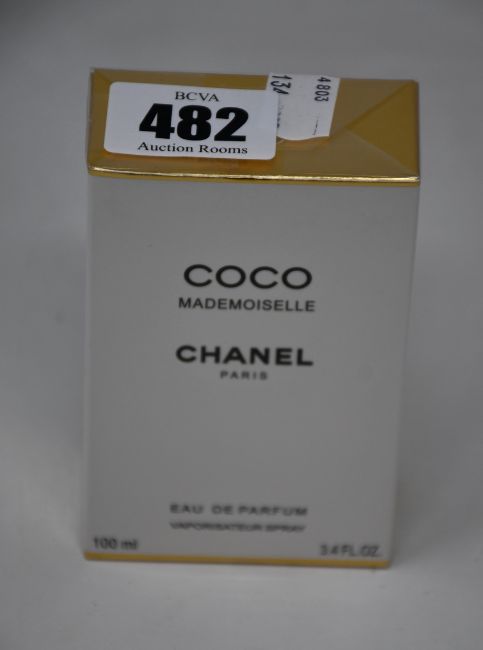 BCVA
482
Auction Rooms
4803
COCO
MADEMOISELLE
CHANEL
PARIS
EAU DE PARFUM
VAPORISATEUR SPRAY
100 ml
3.4 FL.OZ.